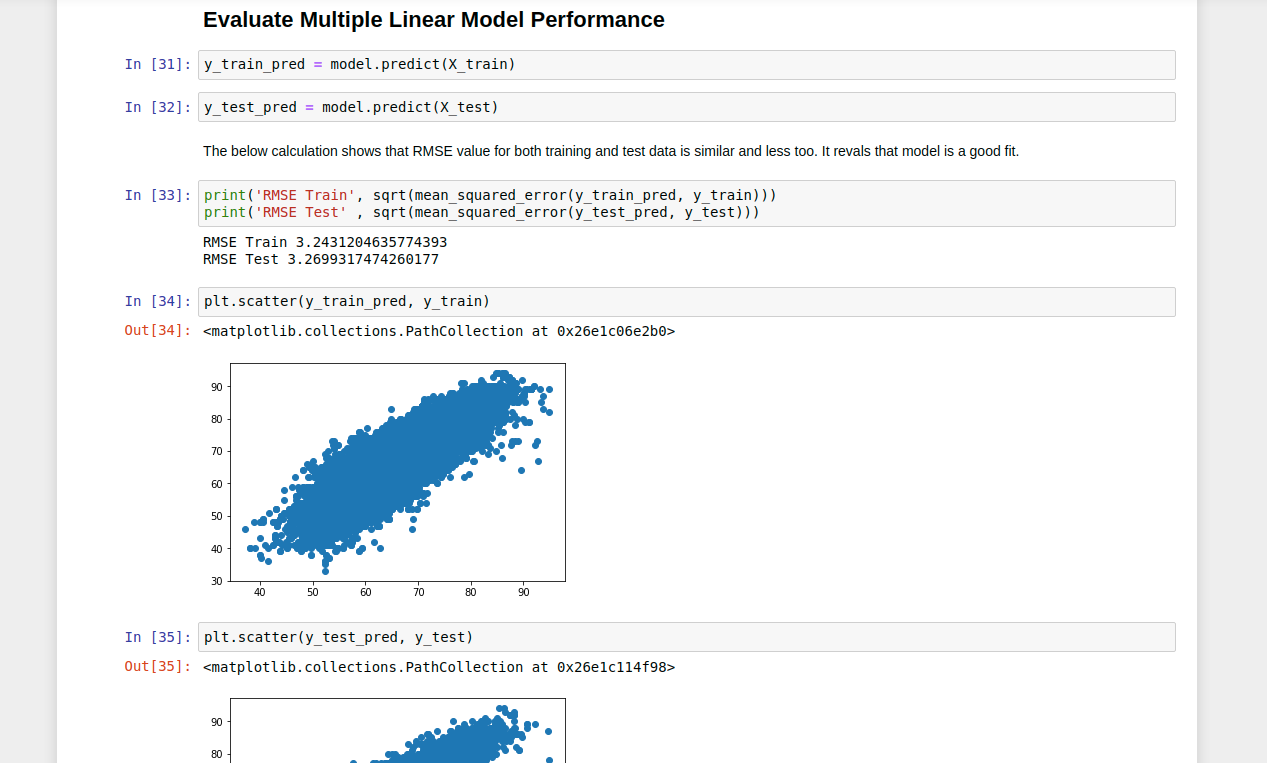 Evaluate Multiple Linear Model Performance
In [31]: y_train_pred = model.predict(X_train)
In [32]: y_test_pred = model.predict(X_test)
The below calculation shows that RMSE value for both training and test data is similar and less too. It revals that model is a good fit.
In [33]: print('RMSE Train', sqrt(mean_squared_error(y_train_pred, y_train)))
print('RMSE Test' , sqrt(mean_squared_error(y_test_pred, y_test)))
RMSE Train 3.2431204635774393
RMSE Test 3.2699317474260177
In [34]: plt.scatter(y_train_pred, y_train)
Out[34]: <matplotlib.collections.PathCollection at 0x26e1c06e2b0>
90
80
70
60
50
40
30
40 50 60 70 80 90
In [35]: plt.scatter(y_test_pred, y_test)
Out[35]: <matplotlib.collections.PathCollection at 0x26e1c114f98>
90
80